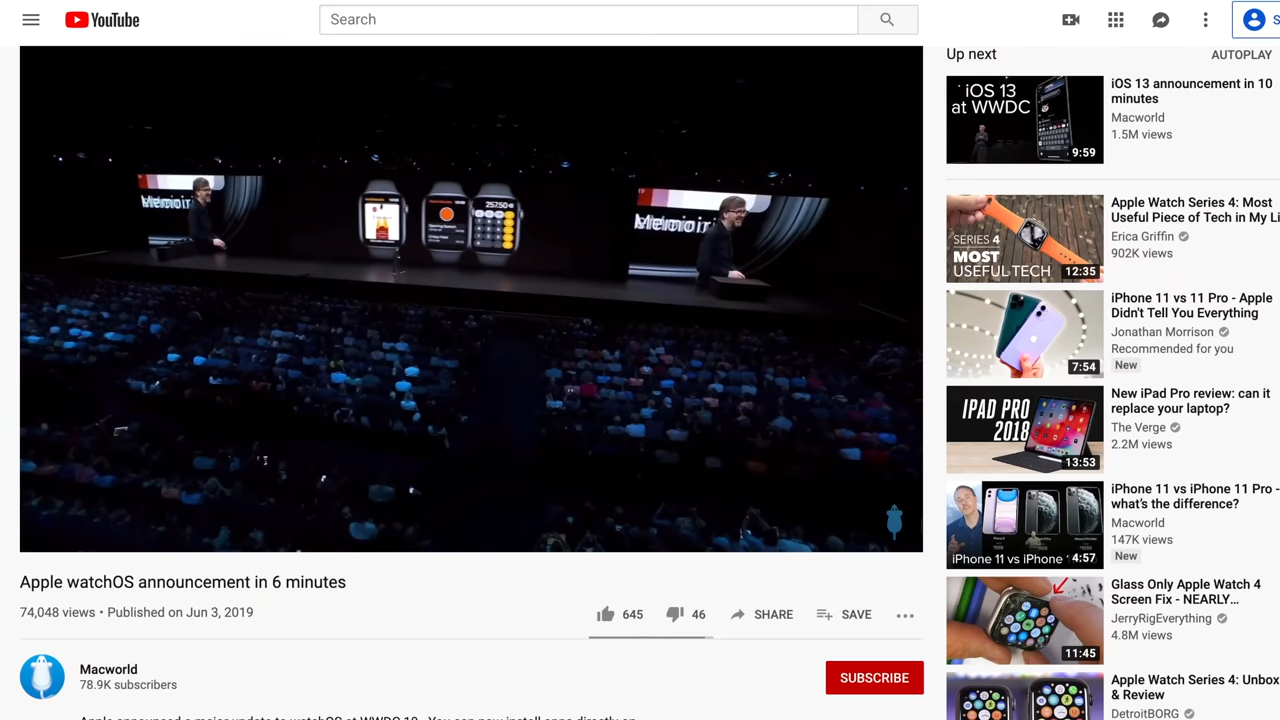 YouTube
Search
S
Memoir
Memoir
257.50
Up next
AUTOPLAY
iOS 13
at WWDC
9:59
iOS 13 announcement in 10
minutes
Macworld
1.5M views
SERIES 4
MOST
USEFUL TECH
12:35
Apple Watch Series 4: Most
Useful Piece of Tech in My Li
Erica Griffin
902K views
7:54
iPhone 11 vs 11 Pro - Apple
Didn't Tell You Everything
Jonathan Morrison
Recommended for you
New
IPAD PRO
2018
13:53
New iPad Pro review: can it
replace your laptop?
The Verge
2.2M views
iPhone 11 vs iPhone
4:57
iPhone 11 vs iPhone 11 Pro -
what's the difference?
Macworld
147K views
New
11:45
Glass Only Apple Watch 4
Screen Fix - NEARLY...
JerryRigEverything
4.8M views
Apple Watch Series 4: Unbox
& Review
DetroitBORG
Apple watchOS announcement in 6 minutes
74,048 views • Published on Jun 3, 2019
645
46
SHARE
SAVE
Macworld
78.9K subscribers
SUBSCRIBE